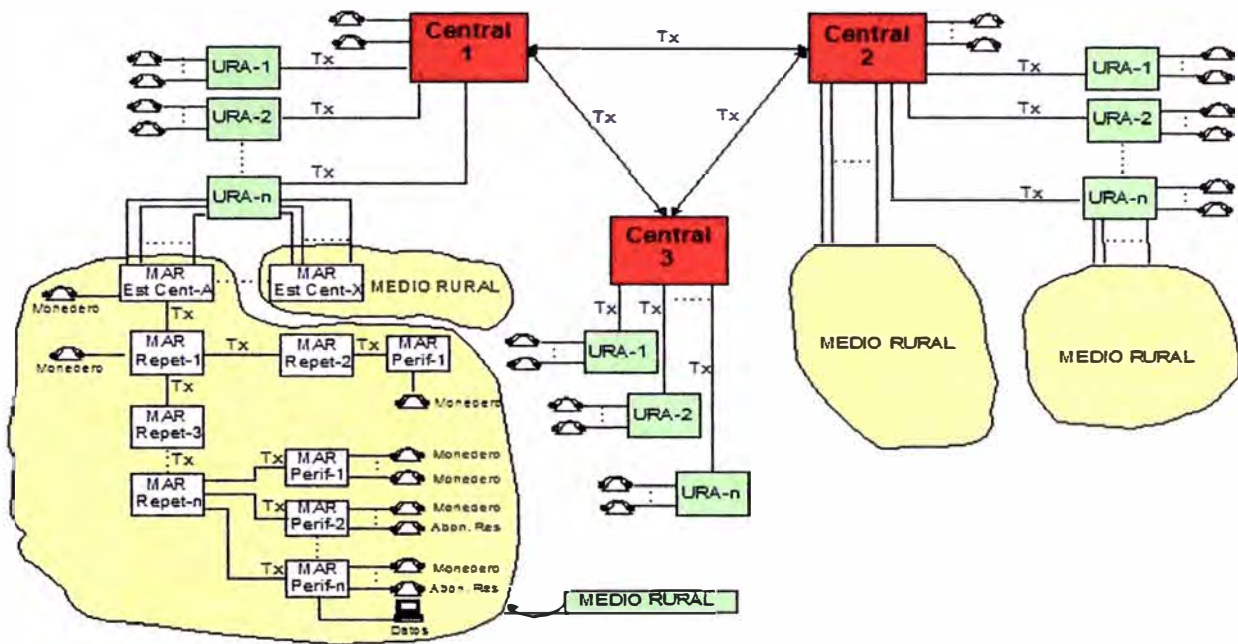 Central
1
Tx
Central
2
URA-1
Tx
URA-2
Tx
URA-n
Tx
Tx
URA-1
Tx
URA-2
Tx
URA-n
Tx
Tx
Central
3
Tx
Tx
Tx
URA-1
URA-2
URA-n
MAR
Est Cent-A
MAR
Est Cent-X
MEDIO RURAL
Monedero
Tx
MAR
Repet-1
Tx
MAR
Repet-2
Tx
MAR
Perif-1
Monedero
Monedero
Tx
MAR
Repet-3
Tx
MAR
Repet-n
Tx
MAR
Perif-1
Monedero
Monedero
Tx
MAR
Perif-2
Monedero
Abon. Res
Tx
MAR
Perif-n
Monedero
Abon. Res
Datos
MEDIO RURAL
MEDIO RURAL
MEDIO RURAL